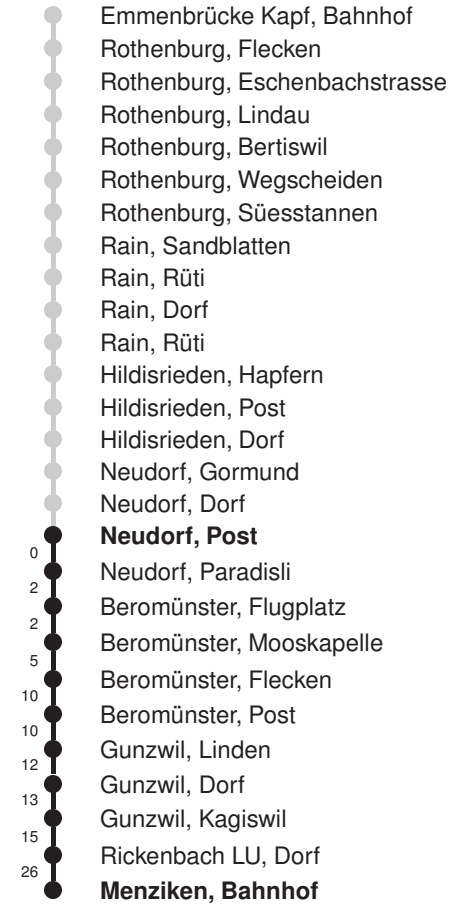 Emmenbrücke Kapf, Bahnhof
Rothenburg, Flecken
Rothenburg, Eschenbachstrasse
Rothenburg, Lindau
Rothenburg, Bertiswil
Rothenburg, Wegscheiden
Rothenburg, Süesstannen
Rain, Sandblatten
Rain, Rüti
Rain, Dorf
Rain, Rüti
Hildisrieden, Hapfern
Hildisrieden, Post
Hildisrieden, Dorf
Neudorf, Gormund
Neudorf, Dorf
Neudorf, Post
0
Neudorf, Paradisli
2
Beromünster, Flugplatz
2
Beromünster, Mooskapelle
5
Beromünster, Flecken
10
Beromünster, Post
10
Gunzwil, Linden
12
Gunzwil, Dorf
13
Gunzwil, Kagiswil
15
Rickenbach LU, Dorf
26
Menziken, Bahnhof